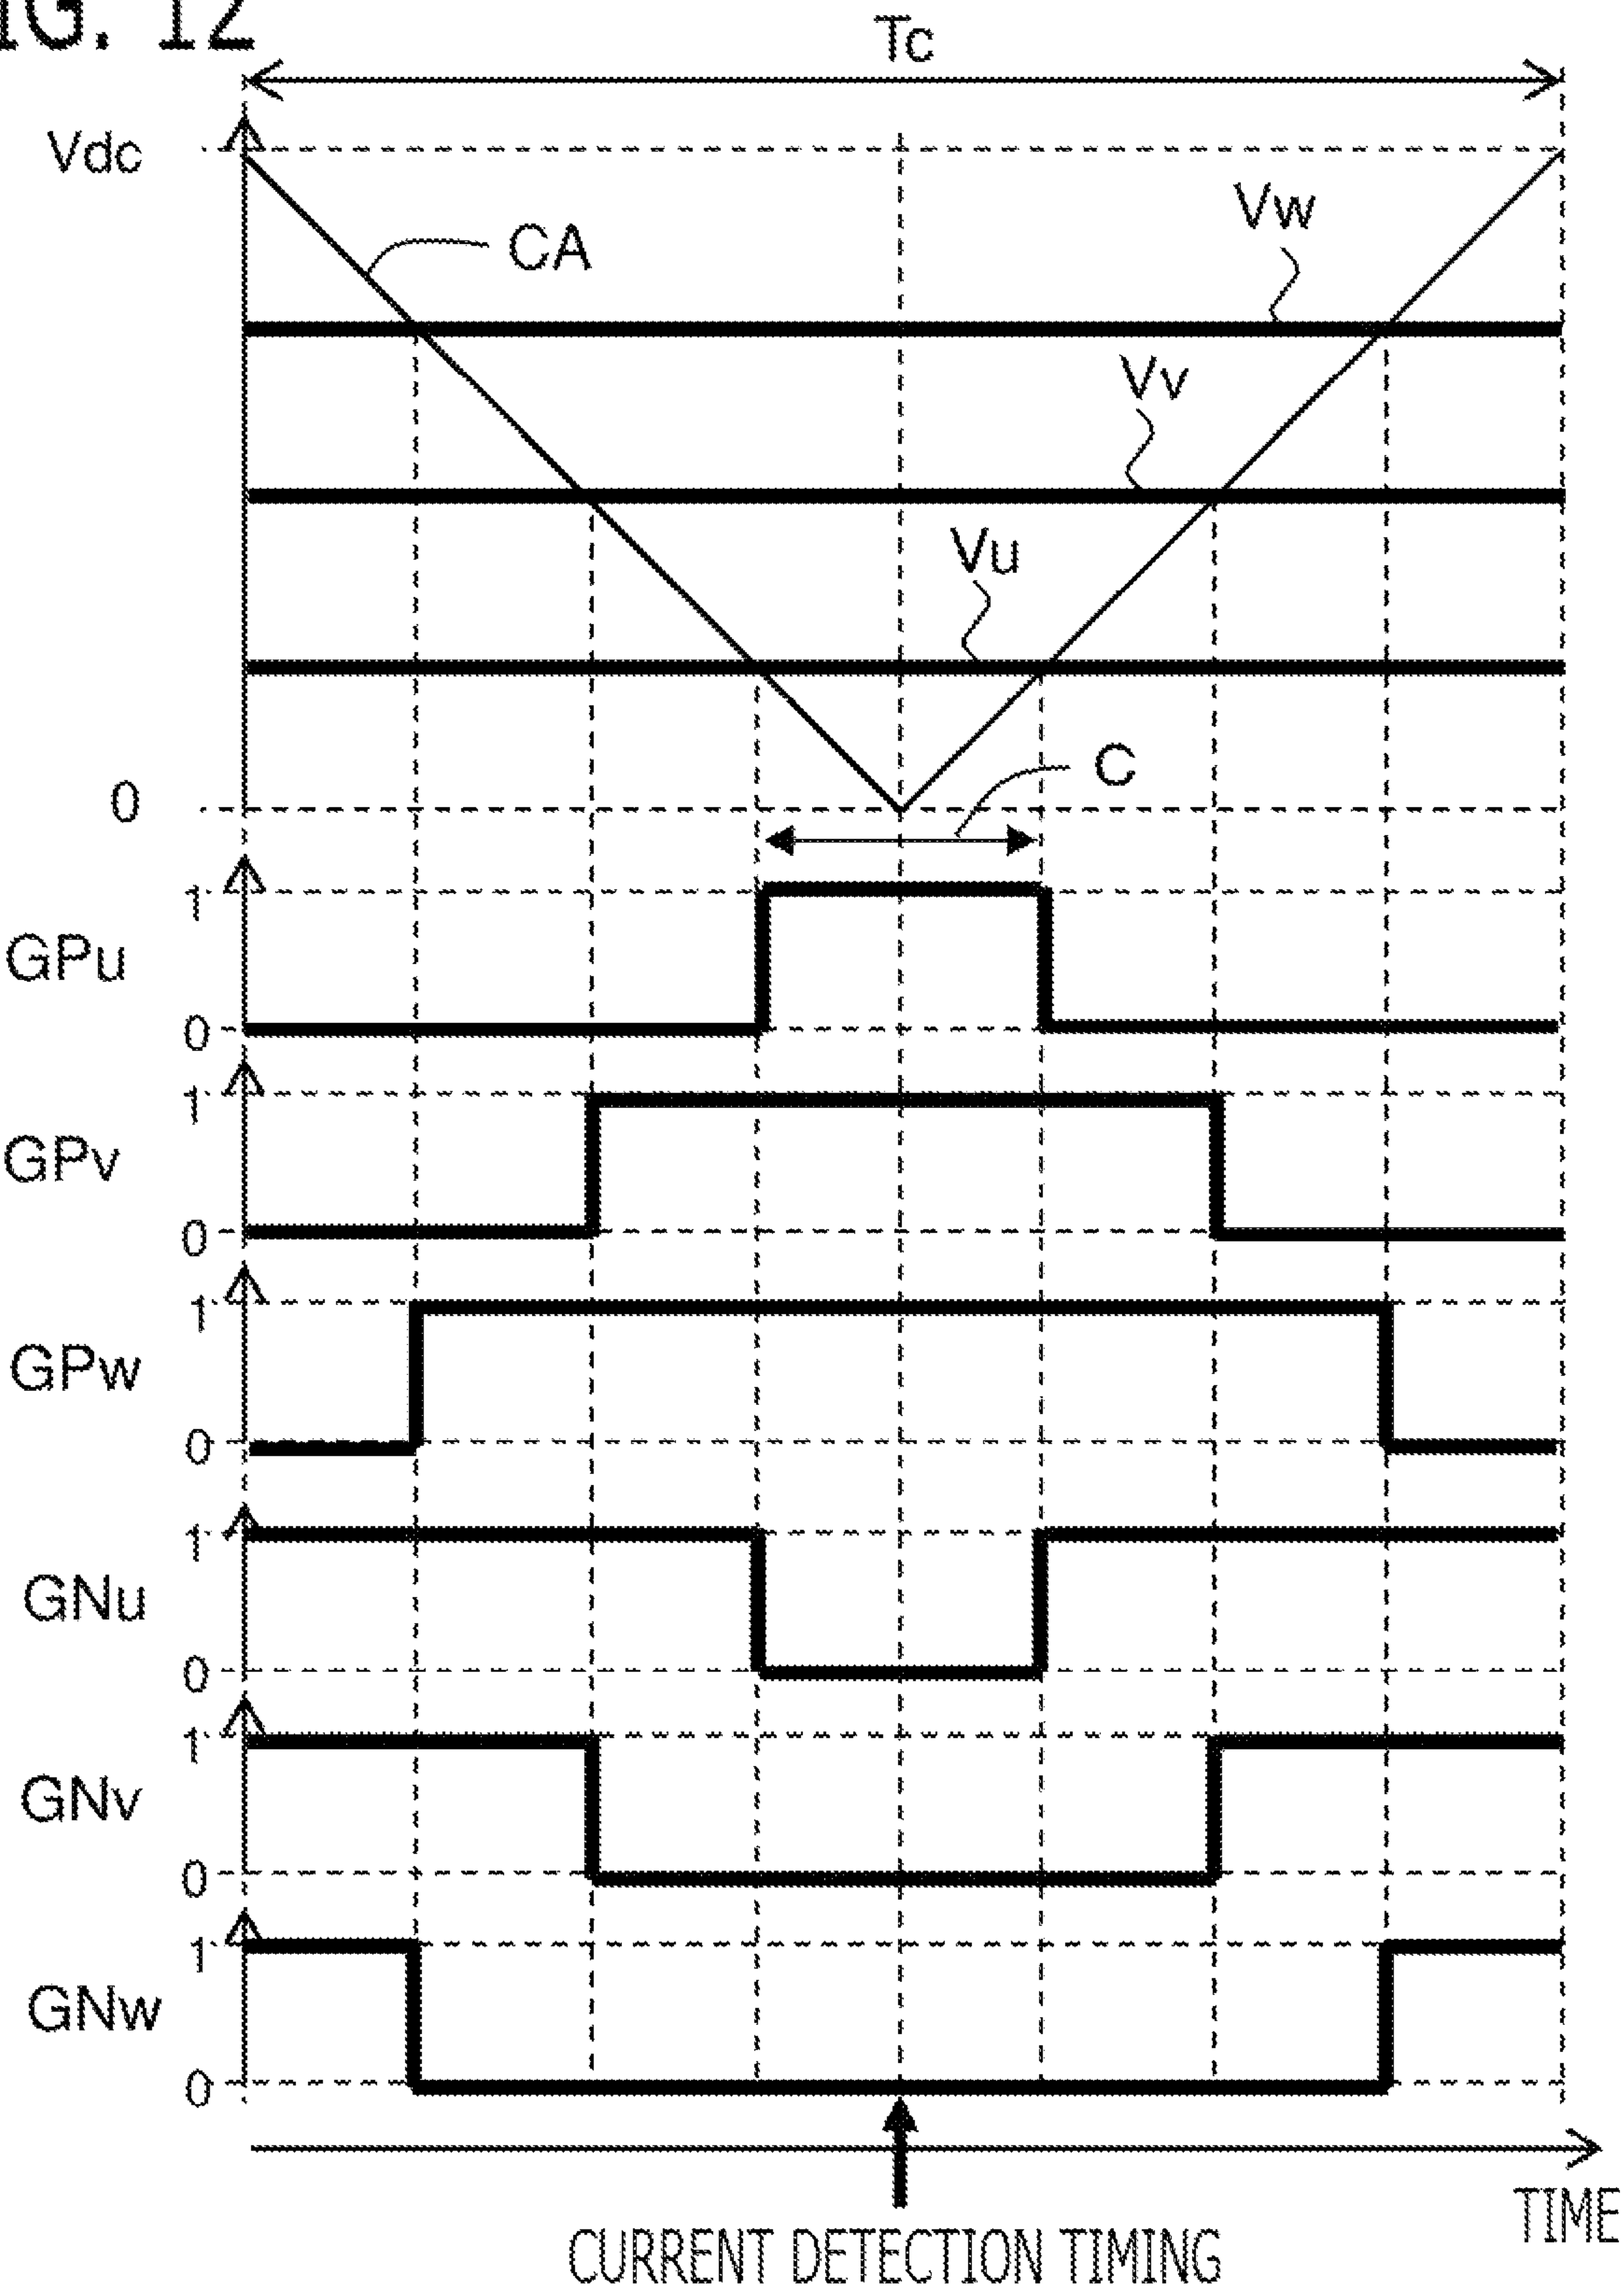 FIG. 12
Tc
Vdc
CA
Vw
Vv
Vu
0
C
1
GPu
0
1
GPv
0
1
GPw
0
1
GNu
0
1
GNv
0
1
GNw
0
TIME
CURRENT DETECTION TIMING